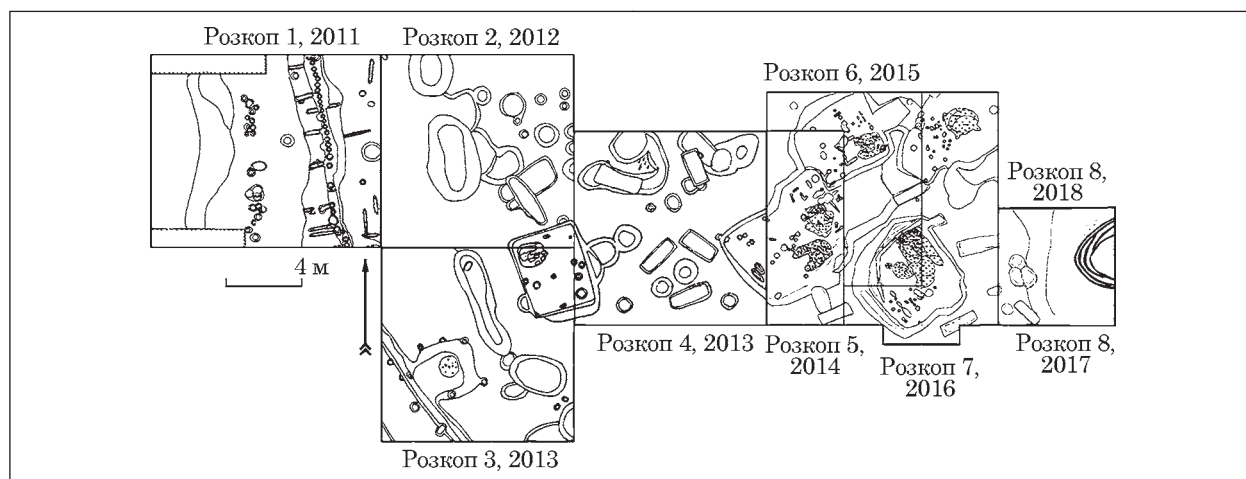 Розкоп 1, 2011
Розкоп 2, 2012
Розкоп 6, 2015
Розкоп 8,
2018
4 м
Розкоп 4, 2013
Розкоп 5,
2014
Розкоп 7,
2016
Розкоп 8,
2017
Розкоп 3, 2013